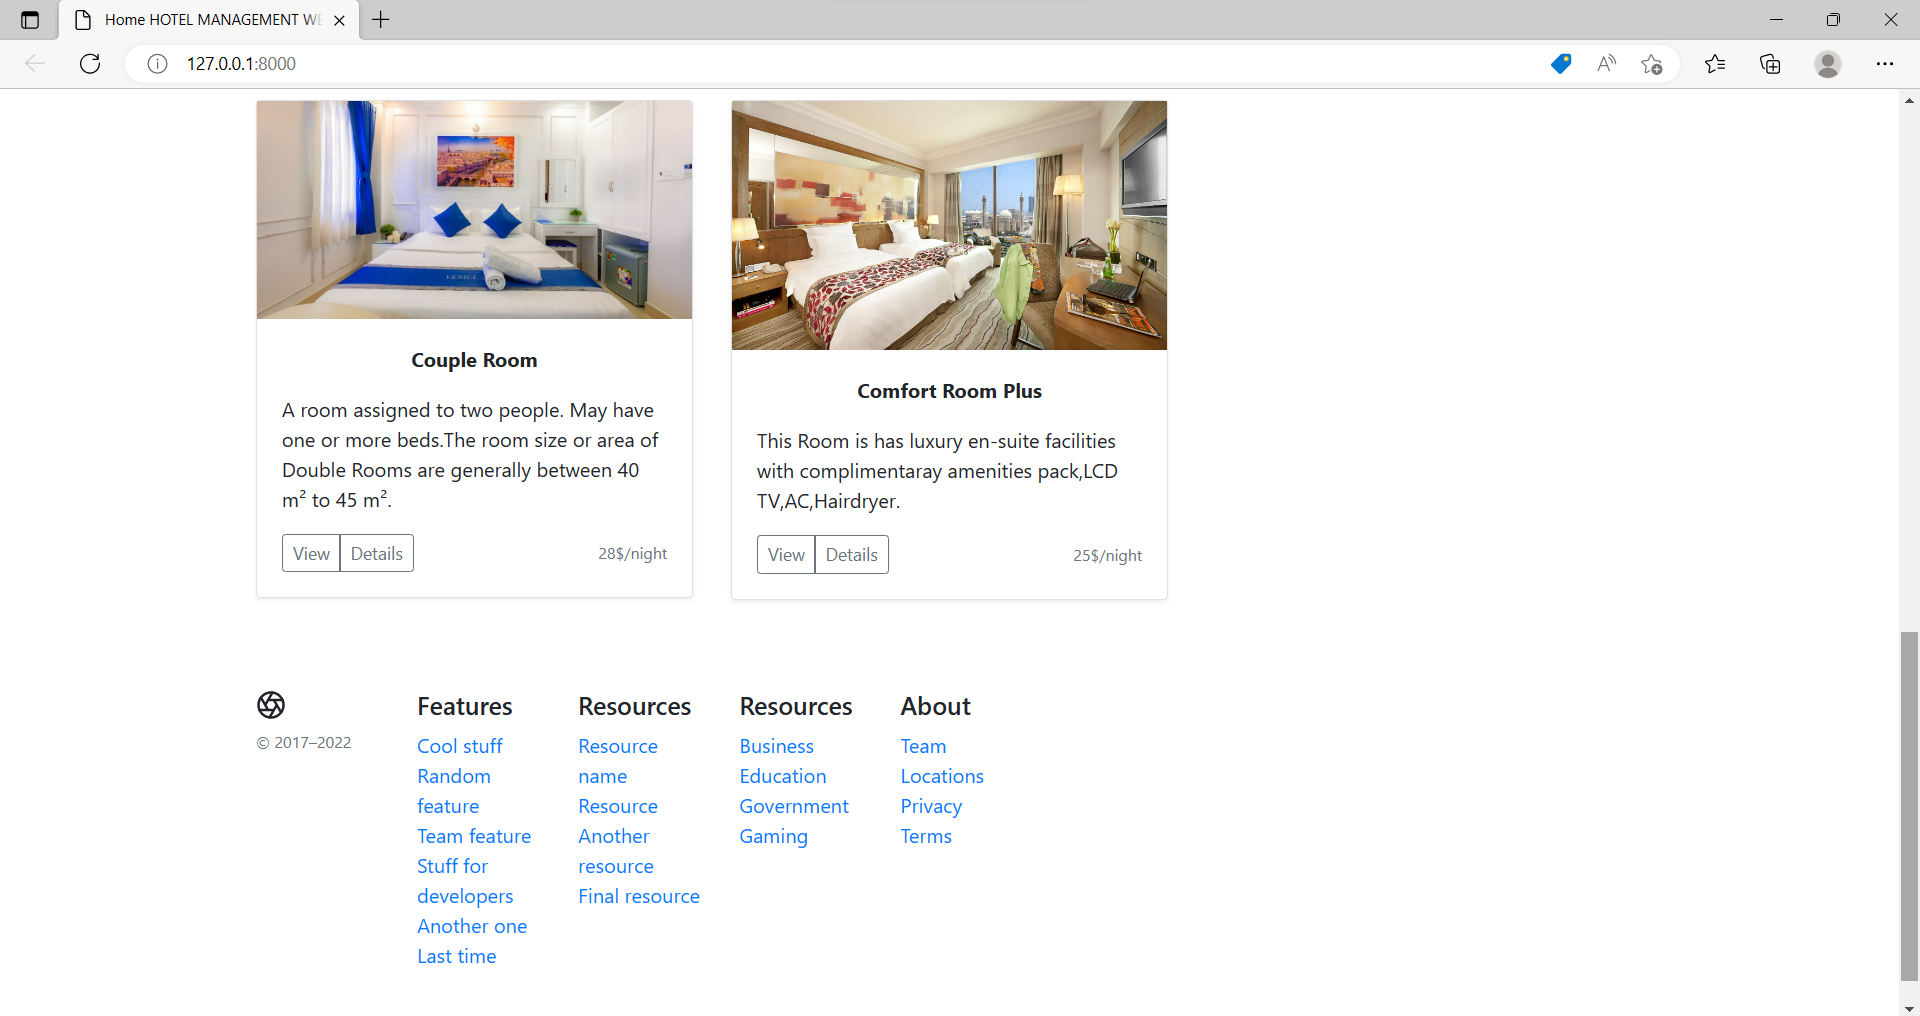 Home HOTEL MANAGEMENT WE
127.0.0.1:8000
FENICE
Couple Room
A room assigned to two people. May have
one or more beds.The room size or area of
Double Rooms are generally between 40
m² to 45 m².
View Details 28$/night
Comfort Room Plus
This Room is has luxury en-suite facilities
with complimentaray amenities pack,LCD
TV,AC,Hairdryer.
View Details 25$/night
© 2017–2022
Features
Cool stuff
Random
feature
Team feature
Stuff for
developers
Another one
Last time
Resources
Resource
name
Resource
Another
resource
Final resource
Resources
Business
Education
Government
Gaming
About
Team
Locations
Privacy
Terms